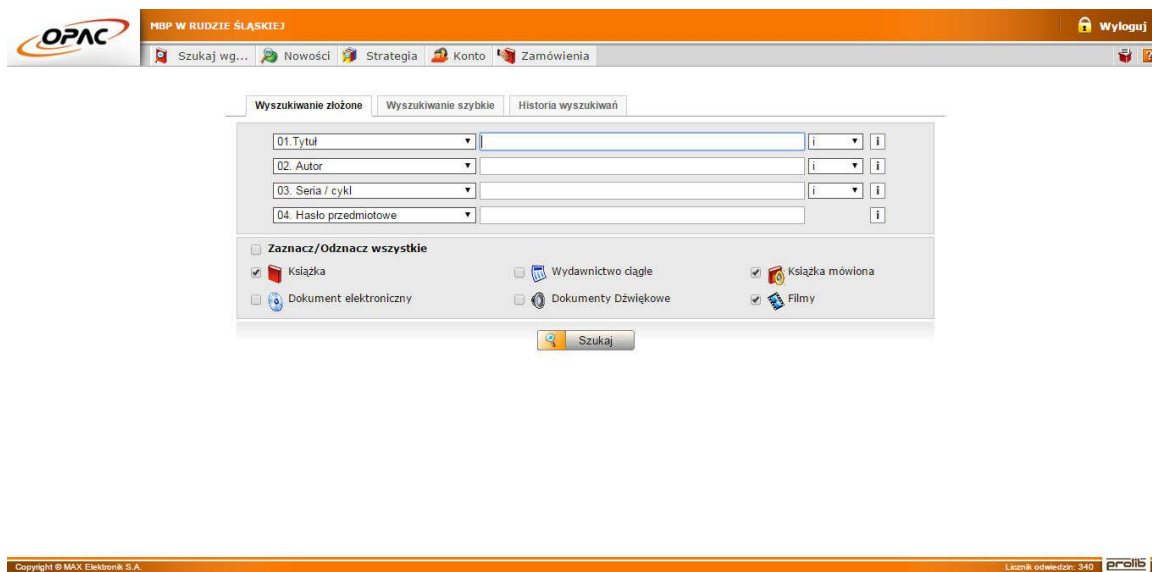 OPAC
MBP W RUDZIE ŚLĄSKIEJ
Wyloguj
Szukaj wg... Nowości Strategia Konto Zamówienia
Wyszukiwanie złożone Wyszukiwanie szybkie Historia wyszukiwań
01.Tytuł i i
02. Autor i i
03. Seria / cykl i i
04. Hasło przedmiotowe i
Zaznacz/Odznacz wszystkie
Książka Wydawnictwo ciągłe Książka mówiona
Dokument elektroniczny Dokumenty Dźwiękowe Filmy
Szukaj
Copyright © MAX Elektronik S.A. Licznik odwiedzin: 340 prolib